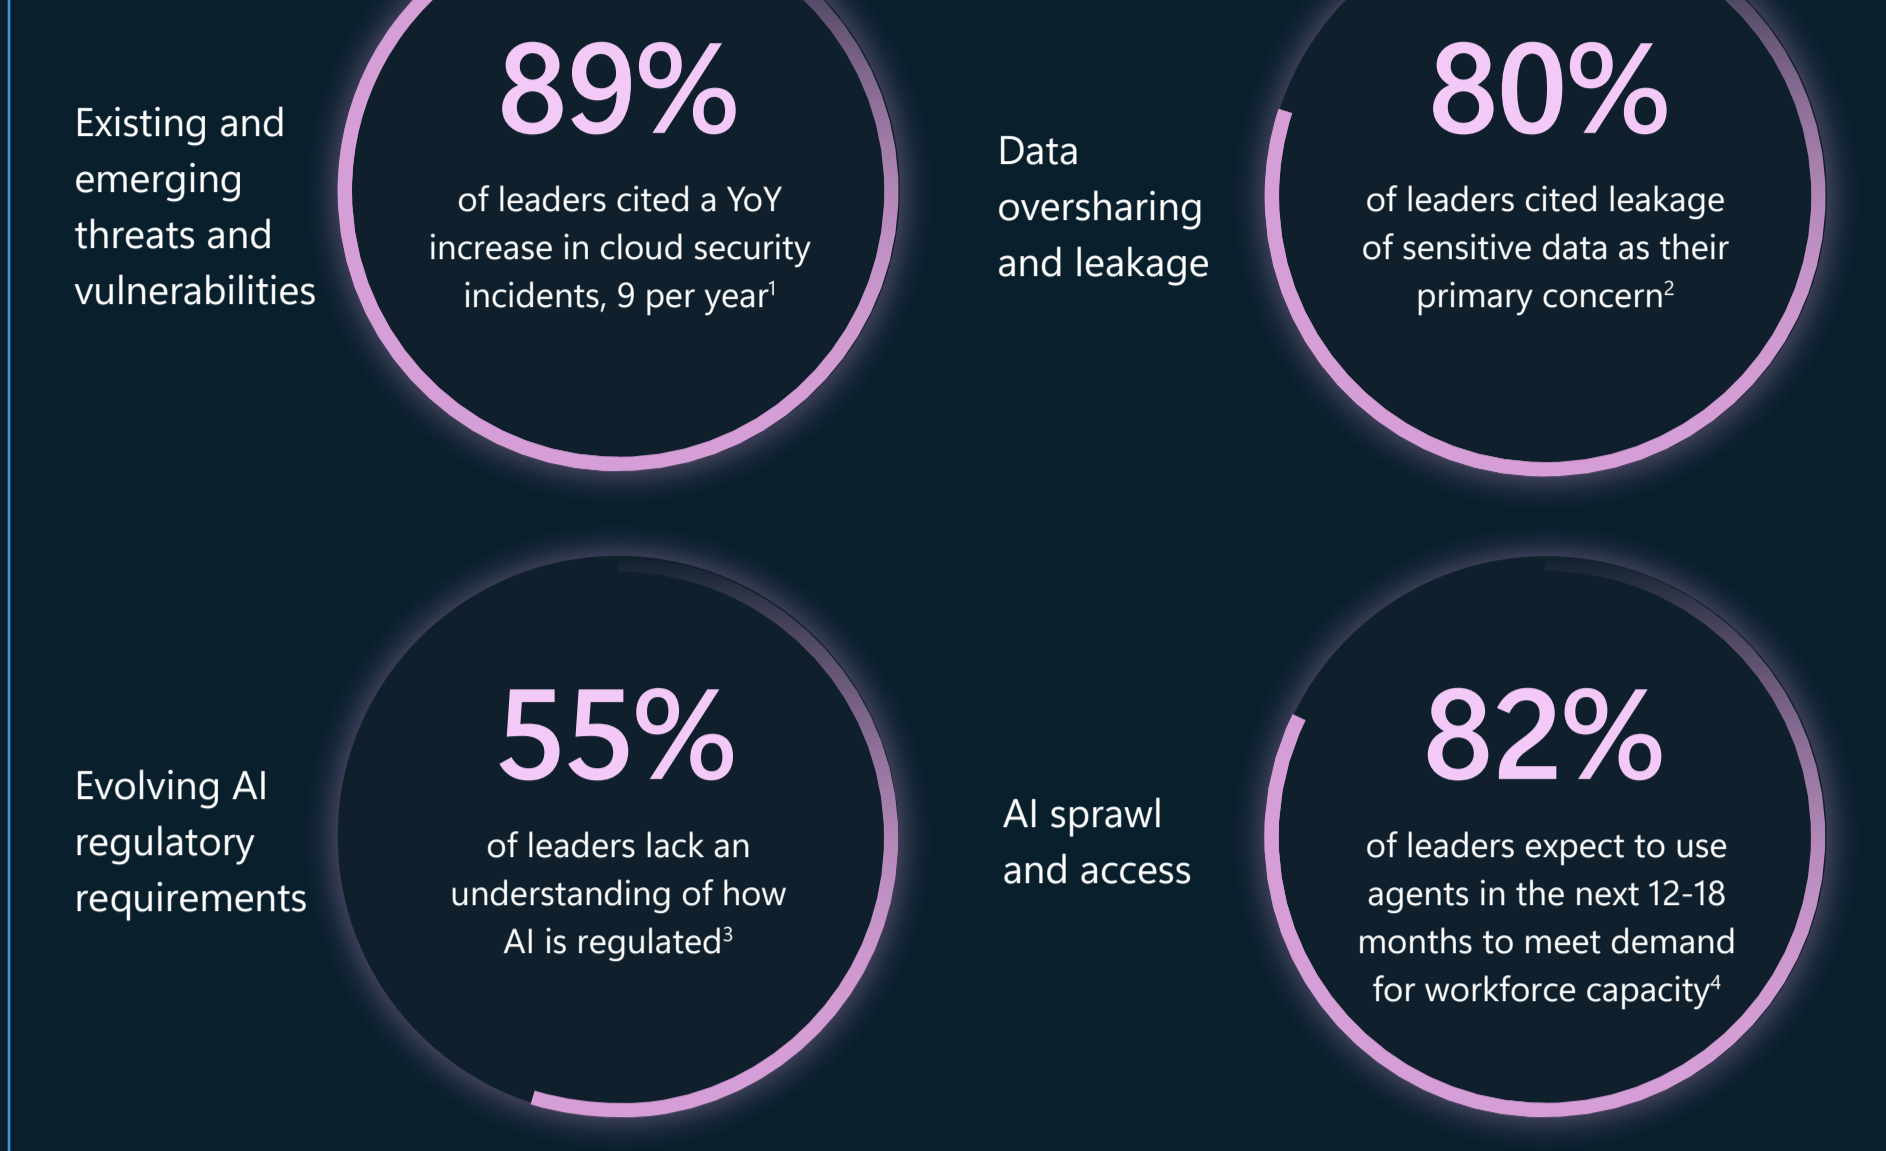 Existing and
emerging
threats and
vulnerabilities
89%
of leaders cited a YoY
increase in cloud security
incidents, 9 per year¹
Data
oversharing
and leakage
80%
of leaders cited leakage
of sensitive data as their
primary concern²
Evolving AI
regulatory
requirements
55%
of leaders lack an
understanding of how
AI is regulated³
AI sprawl
and access
82%
of leaders expect to use
agents in the next 12-18
months to meet demand
for workforce capacity⁴